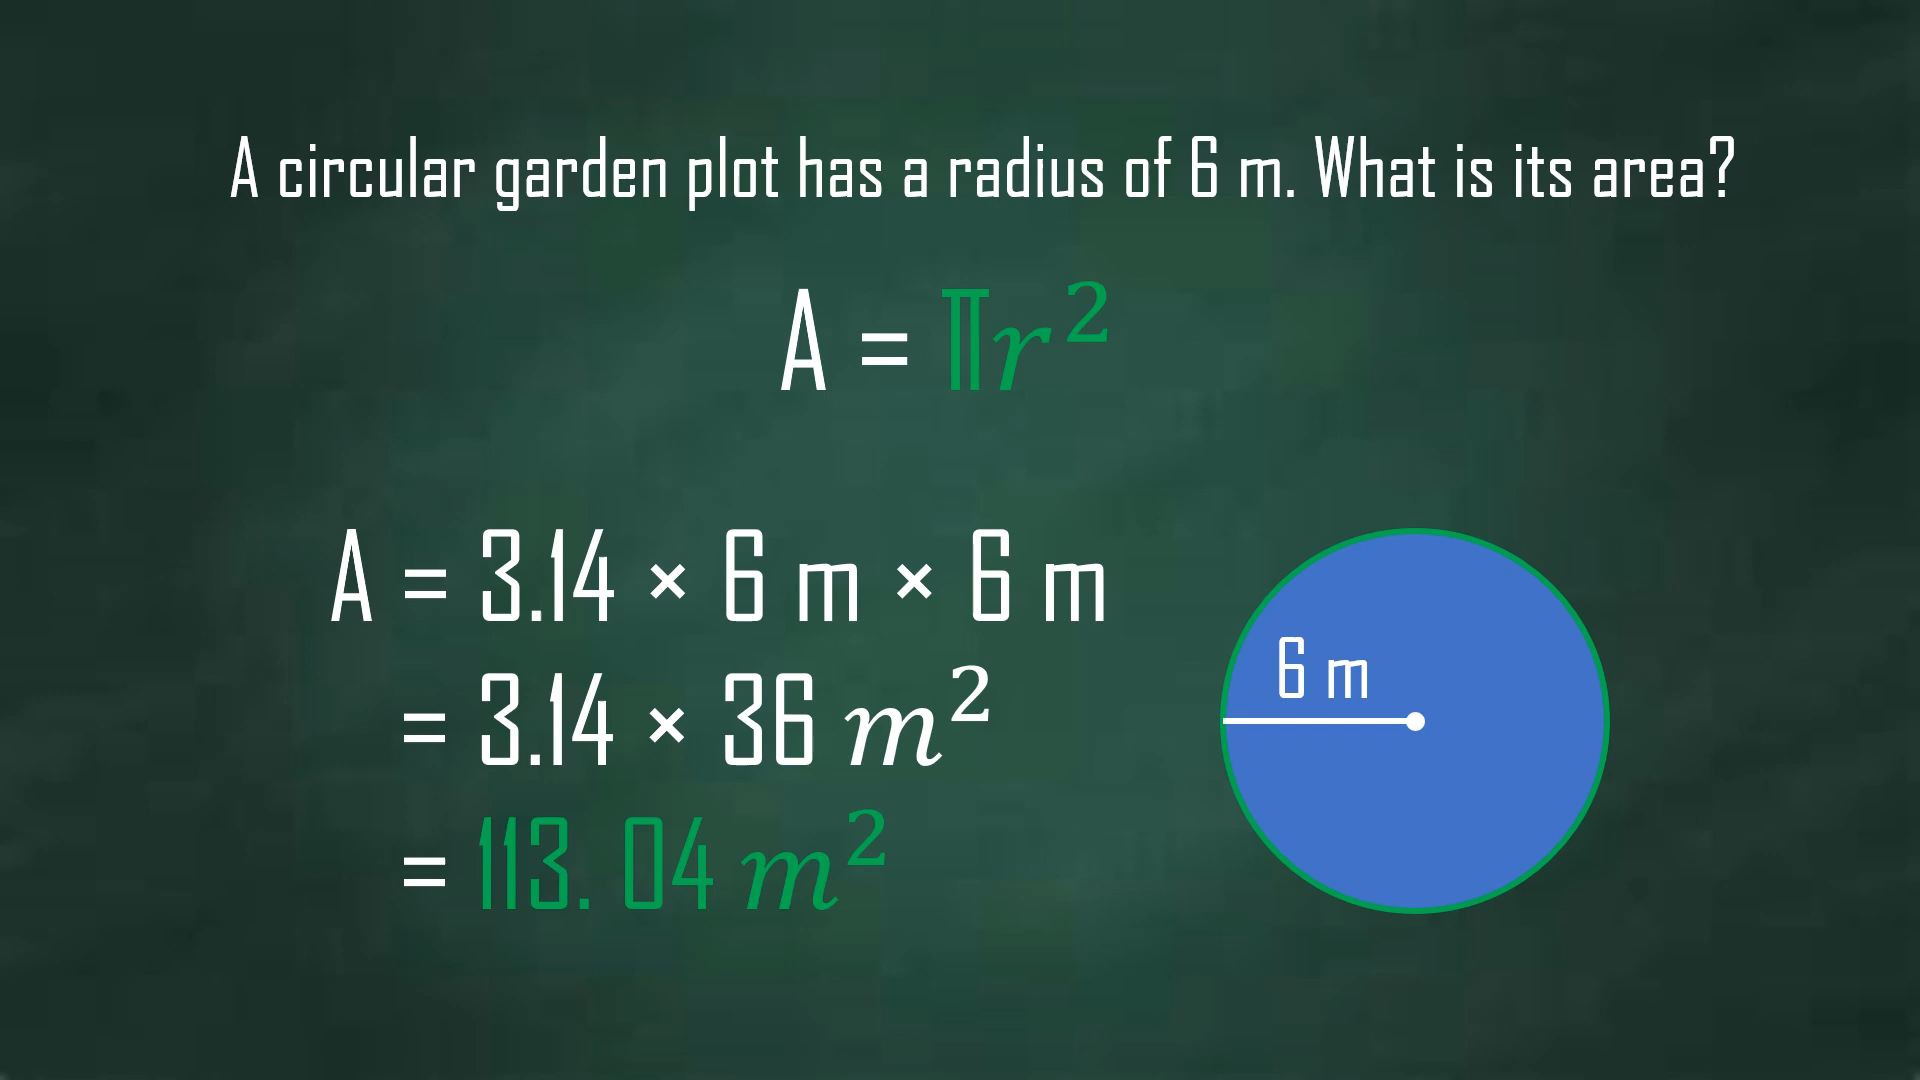 A circular garden plot has a radius of 6 m. What is its area?
A = πr²
A = 3.14 × 6 m × 6 m
= 3.14 × 36 m²
= 113. 04 m²
6 m